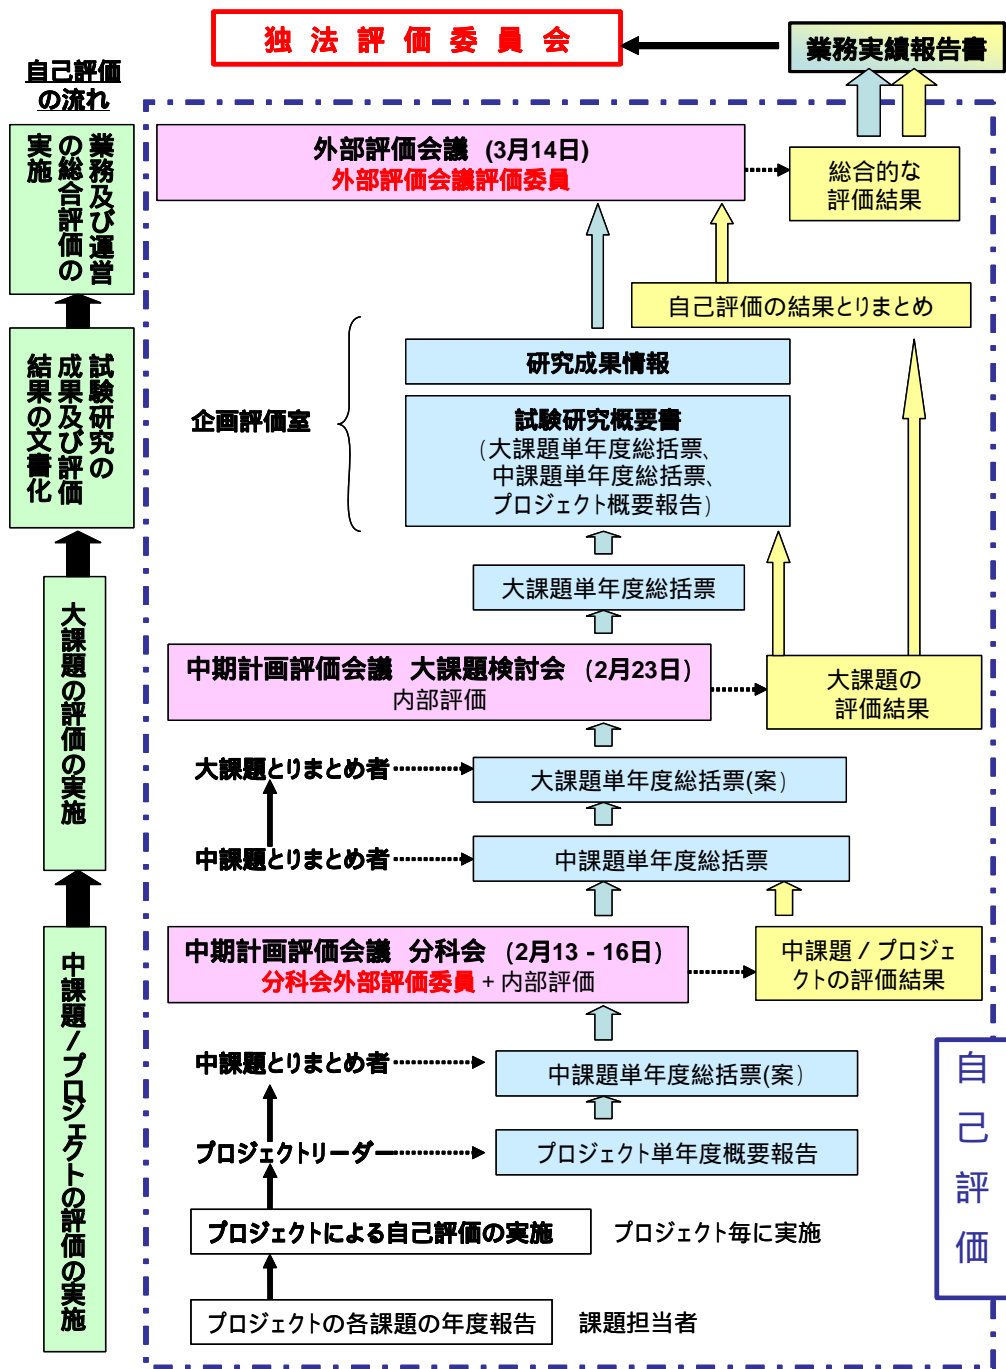 独法評価委員会
業務実績報告書
自己評価
の流れ
業務及び運営
の総合評価の
実施
外部評価会議 (3月14日)
外部評価会議評価委員
総合的な
評価結果
自己評価の結果とりまとめ
試験研究の
成果及び評価
結果の文書化
企画評価室
研究成果情報
試験研究概要書
(大課題単年度総括票、
中課題単年度総括票、
プロジェクト概要報告)
大課題単年度総括票
大課題の評価の実施
中期計画評価会議 大課題検討会 (2月23日)
内部評価
大課題の
評価結果
大課題とりまとめ者
大課題単年度総括票(案)
中課題とりまとめ者
中課題単年度総括票
中課題/プロジェクトの評価の実施
中期計画評価会議 分科会 (2月13 - 16日)
分科会外部評価委員 + 内部評価
中課題 / プロジェ
クトの評価結果
中課題とりまとめ者
中課題単年度総括票(案)
プロジェクトリーダー
プロジェクト単年度概要報告
自己評価
プロジェクトによる自己評価の実施
プロジェクト毎に実施
プロジェクトの各課題の年度報告
課題担当者